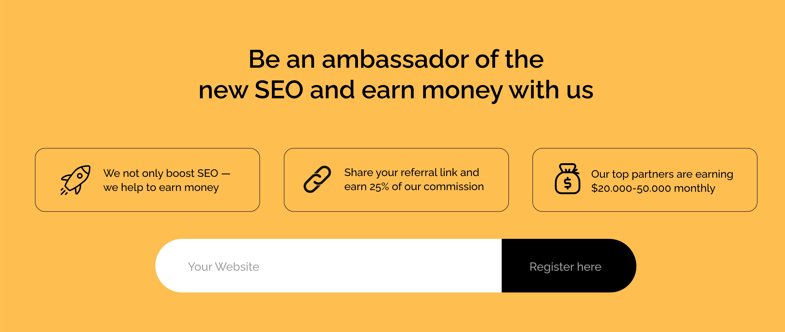 Be an ambassador of the
new SEO and earn money with us
We not only boost SEO —
we help to earn money
Share your referral link and
earn 25% of our commission
$
Our top partners are earning
$20.000-50.000 monthly
Your Website
Register here